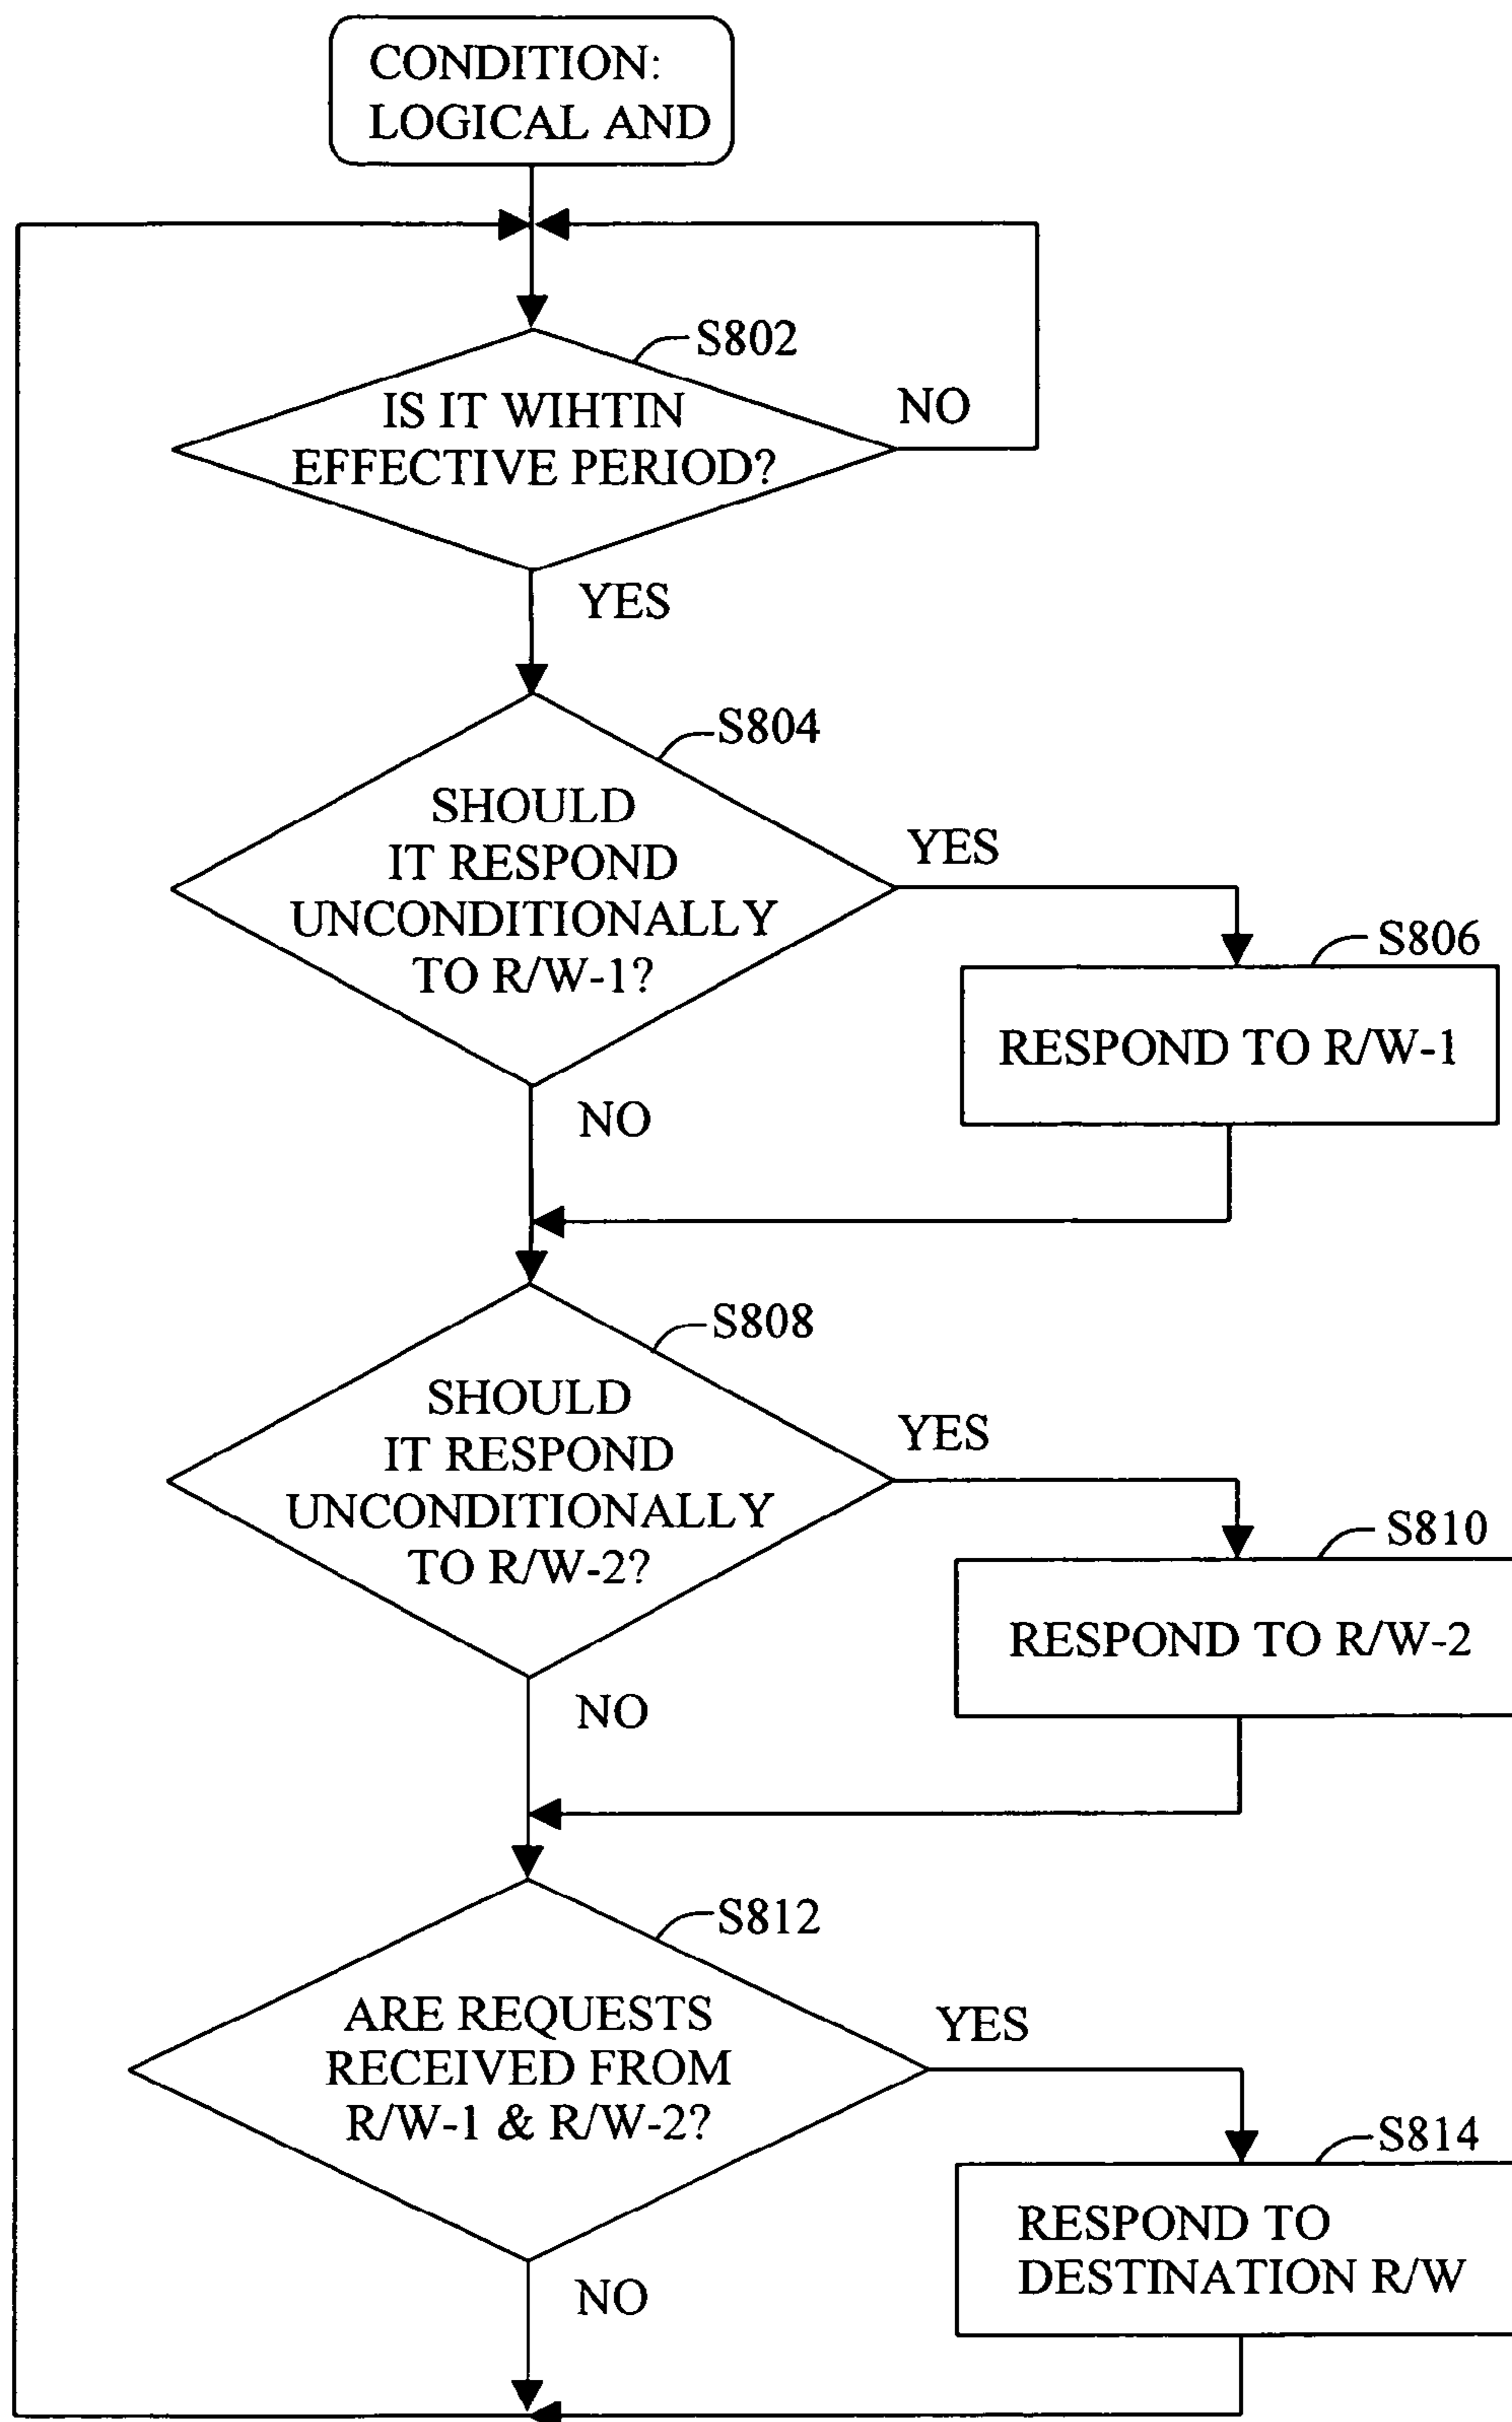 CONDITION:
LOGICAL AND
S802
IS IT WIHTIN
EFFECTIVE PERIOD?
NO
YES
S804
SHOULD
IT RESPOND
UNCONDITIONALLY
TO R/W-1?
YES
S806
RESPOND TO R/W-1
NO
S808
SHOULD
IT RESPOND
UNCONDITIONALLY
TO R/W-2?
YES
S810
RESPOND TO R/W-2
NO
S812
ARE REQUESTS
RECEIVED FROM
R/W-1 & R/W-2?
YES
S814
RESPOND TO
DESTINATION R/W
NO